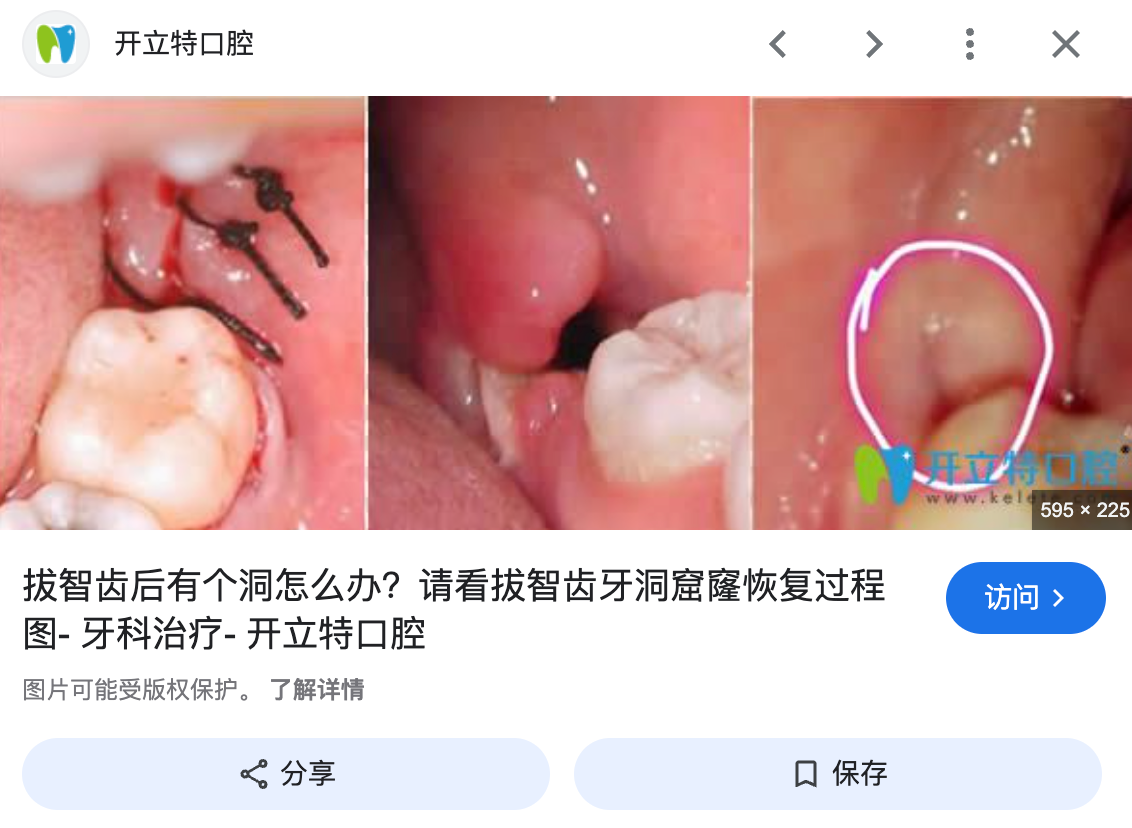 开立特口腔
开立特口腔
595 × 225
拔智齿后有个洞怎么办？请看拔智齿牙洞窟窿恢复过程
图- 牙科治疗- 开立特口腔
访问
图片可能受版权保护。 了解详情
分享
保存